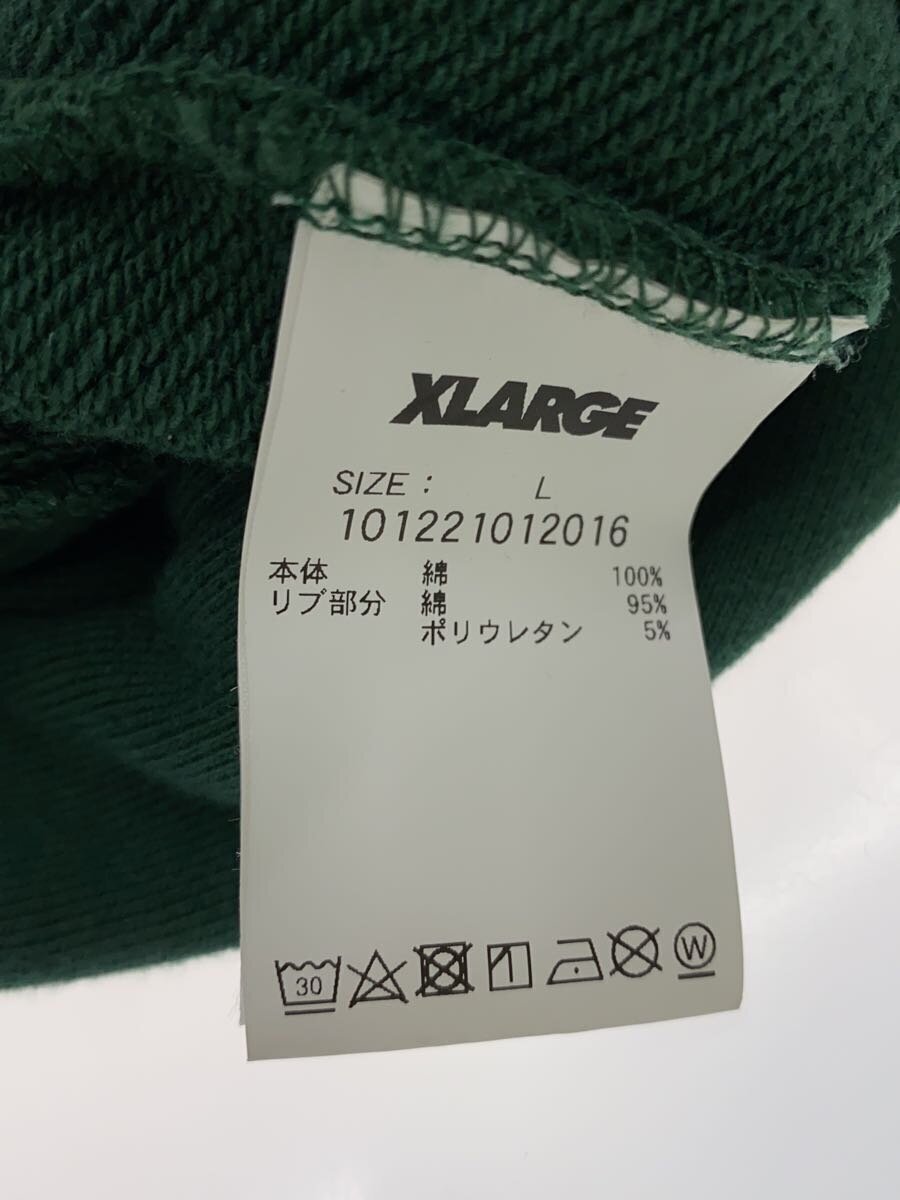 XLARGE
SIZE : L
101221012016
本体 綿 100%
リブ部分 綿 95%
ポリウレタン 5%
30 W